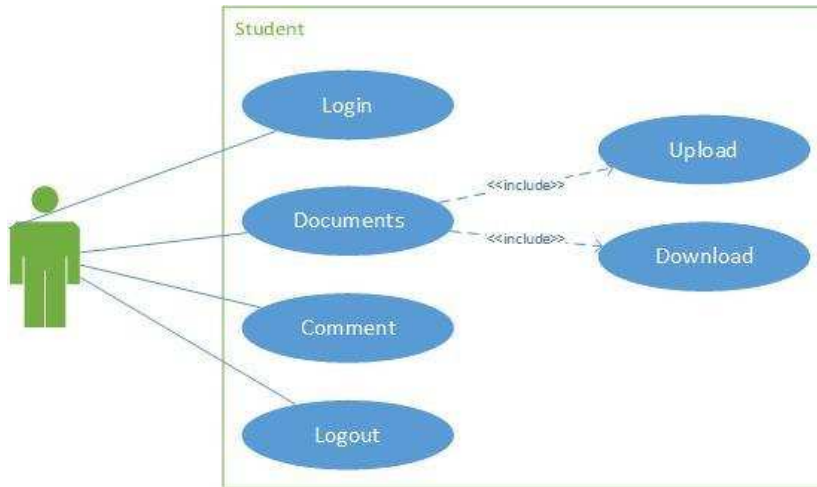 Student
Login
Upload
<<include>>
Documents
<<include>>
Download
Comment
Logout